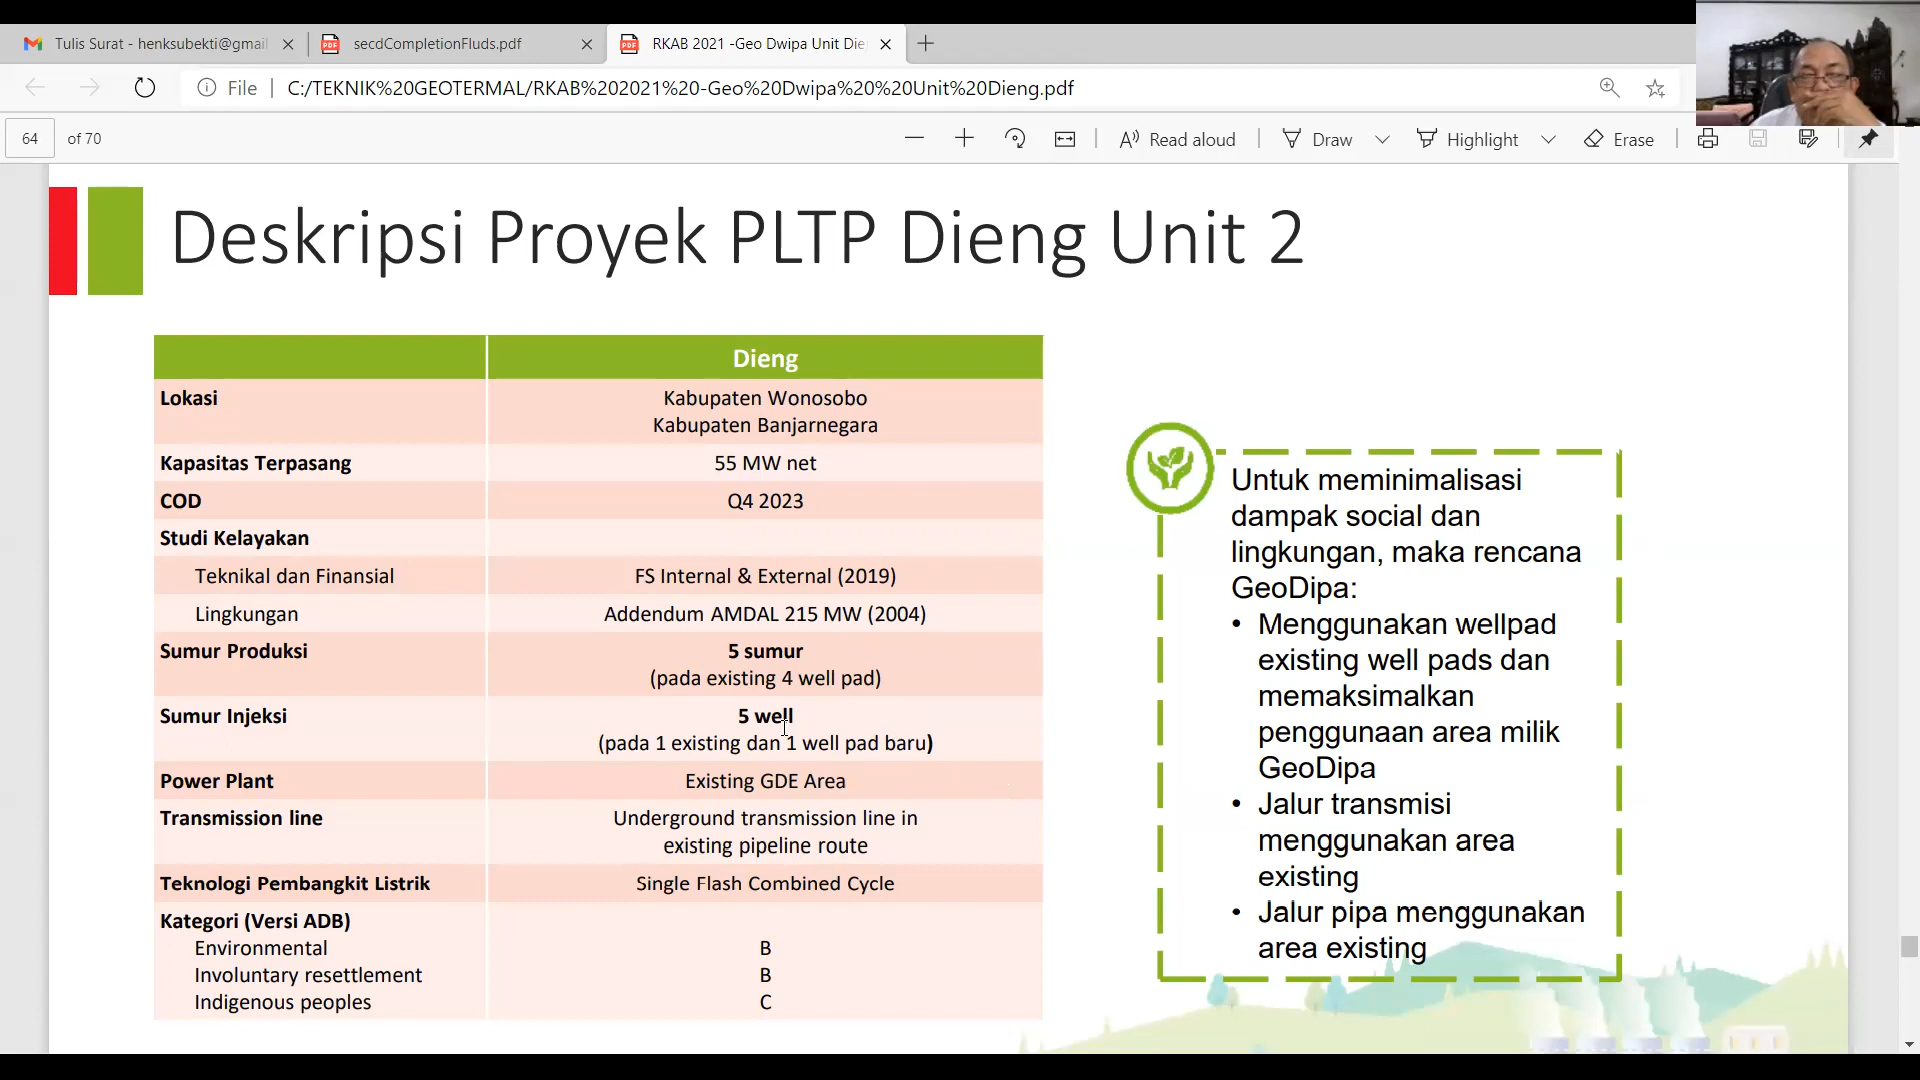 Tulis Surat - henksubekti@gmail
secdCompletionFluds.pdf
RKAB 2021 -Geo Dwipa Unit Die
File
C:/TEKNIK%20GEOTERMAL/RKAB%202021%20-Geo%20Dwipa%20%20Unit%20Dieng.pdf
64 of 70
Read aloud
Draw
Highlight
Erase
Deskripsi Proyek PLTP Dieng Unit 2
Dieng
Lokasi
Kabupaten Wonosobo
Kabupaten Banjarnegara
Kapasitas Terpasang
55 MW net
COD
Q4 2023
Studi Kelayakan
Teknikal dan Finansial
FS Internal & External (2019)
Lingkungan
Addendum AMDAL 215 MW (2004)
Sumur Produksi
5 sumur
(pada existing 4 well pad)
Sumur Injeksi
5 well
(pada 1 existing dan 1 well pad baru)
Power Plant
Existing GDE Area
Transmission line
Underground transmission line in
existing pipeline route
Teknologi Pembangkit Listrik
Single Flash Combined Cycle
Kategori (Versi ADB)
Environmental
B
Involuntary resettlement
B
Indigenous peoples
C
Untuk meminimalisasi
dampak social dan
lingkungan, maka rencana
GeoDipa:
• Menggunakan wellpad
existing well pads dan
memaksimalkan
penggunaan area milik
GeoDipa
• Jalur transmisi
menggunakan area
existing
• Jalur pipa menggunakan
area existing